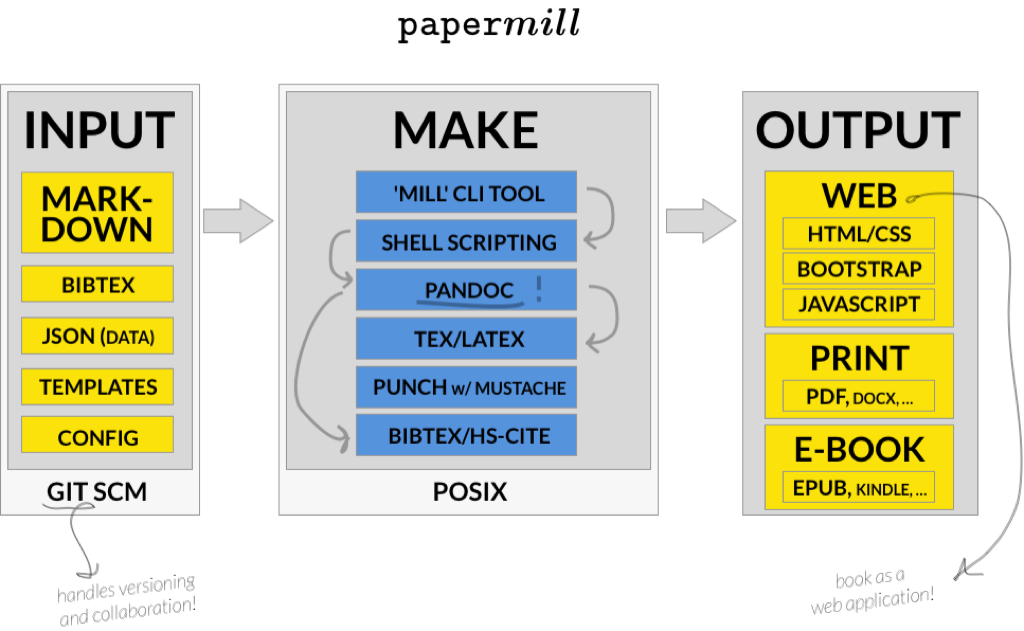 papermill
INPUT
MARK-
DOWN
BIBTEX
JSON (DATA)
TEMPLATES
CONFIG
GIT SCM
handles versioning
and collaboration!
MAKE
'MILL' CLI TOOL
SHELL SCRIPTING
PANDOC !
TEX/LATEX
PUNCH W/ MUSTACHE
BIBTEX/HS-CITE
POSIX
OUTPUT
WEB
HTML/CSS
BOOTSTRAP
JAVASCRIPT
PRINT
PDF, DOCX, ...
E-BOOK
EPUB, KINDLE, ...
book as a
web application!